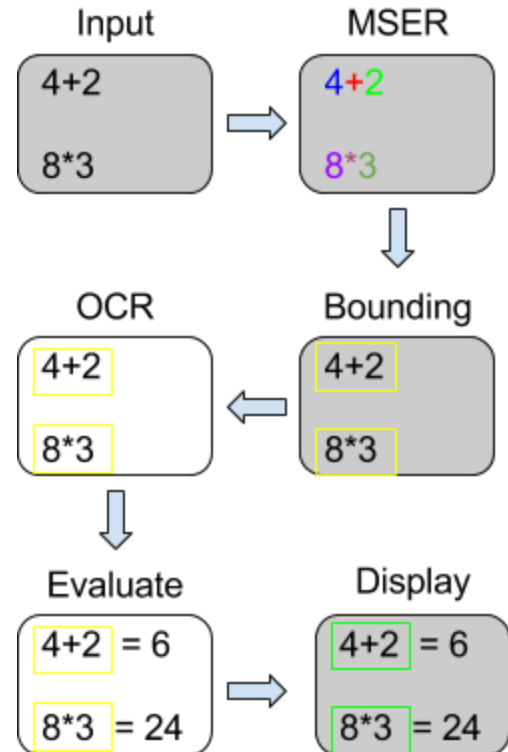 Input
4+2
8*3
MSER
4+2
8*3
Bounding
4+2
8*3
OCR
4+2
8*3
Evaluate
4+2 = 6
8*3 = 24
Display
4+2 = 6
8*3 = 24